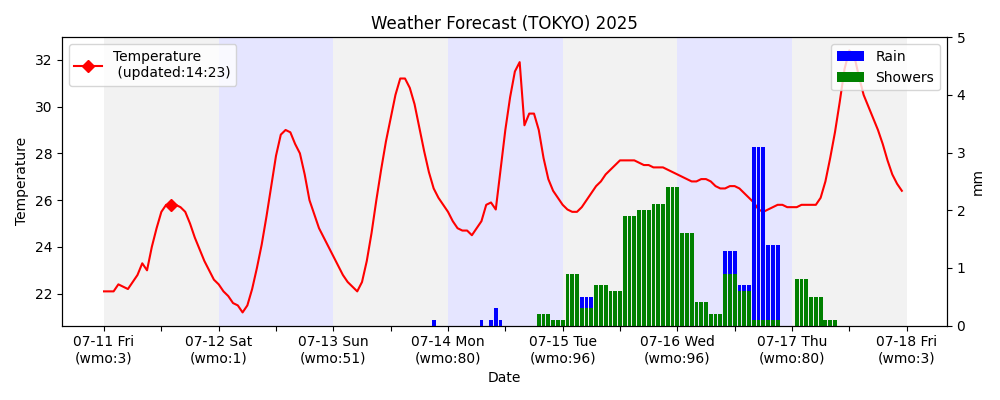 Weather Forecast (TOKYO) 2025
Temperature
(updated:14:23)
Rain
Showers
Temperature
32
30
28
26
24
22
mm
5
4
3
2
1
0
07-11 Fri
(wmo:3)
07-12 Sat
(wmo:1)
07-13 Sun
(wmo:51)
07-14 Mon
(wmo:80)
07-15 Tue
(wmo:96)
07-16 Wed
(wmo:96)
07-17 Thu
(wmo:80)
07-18 Fri
(wmo:3)
Date